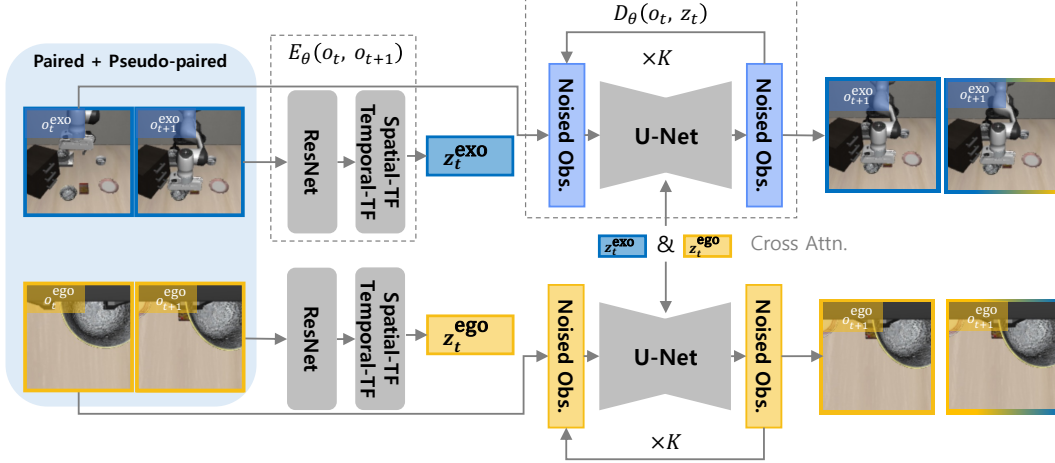 Paired + Pseudo-paired
E_θ(o_t, o_{t+1})
D_θ(o_t, z_t)
×K
o_t^exo
o_{t+1}^exo
ResNet
Spatial-TF
Temporal-TF
z_t^exo
Noised Obs.
U-Net
Noised Obs.
o_{t+1}^exo
o_{t+1}^exo
z_t^exo & z_t^ego Cross Attn.
o_t^ego
o_{t+1}^ego
ResNet
Spatial-TF
Temporal-TF
z_t^ego
Noised Obs.
U-Net
Noised Obs.
o_{t+1}^ego
o_{t+1}^ego
×K